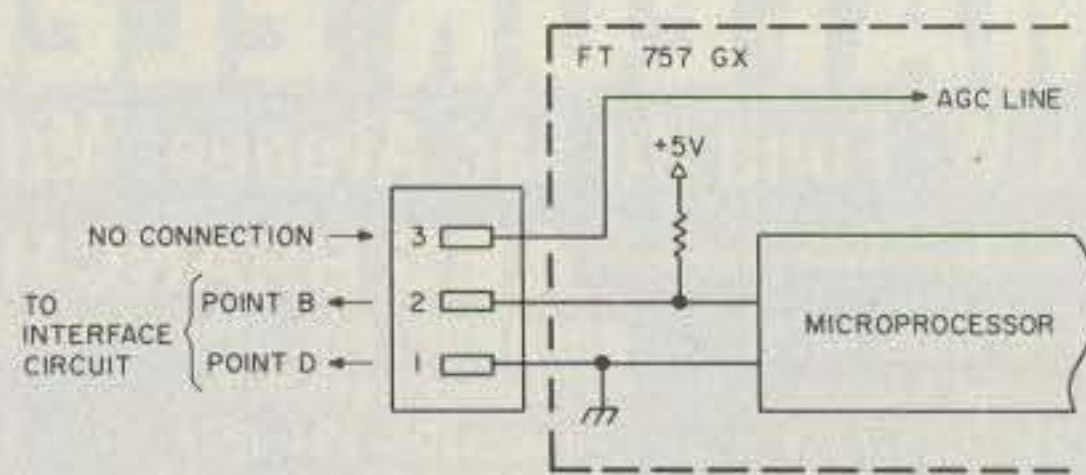 FT 757 GX
AGC LINE
+5V
NO CONNECTION
3
TO
INTERFACE
CIRCUIT
POINT B
2
POINT D
1
MICROPROCESSOR